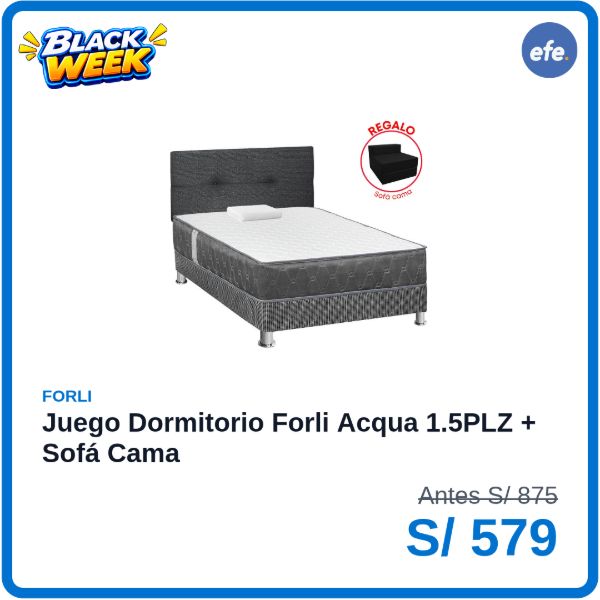 BLACK
WEEK
efe.
REGALO
Sofá cama
FORLI
Juego Dormitorio Forli Acqua 1.5PLZ +
Sofá Cama
Antes S/ 875
S/ 579